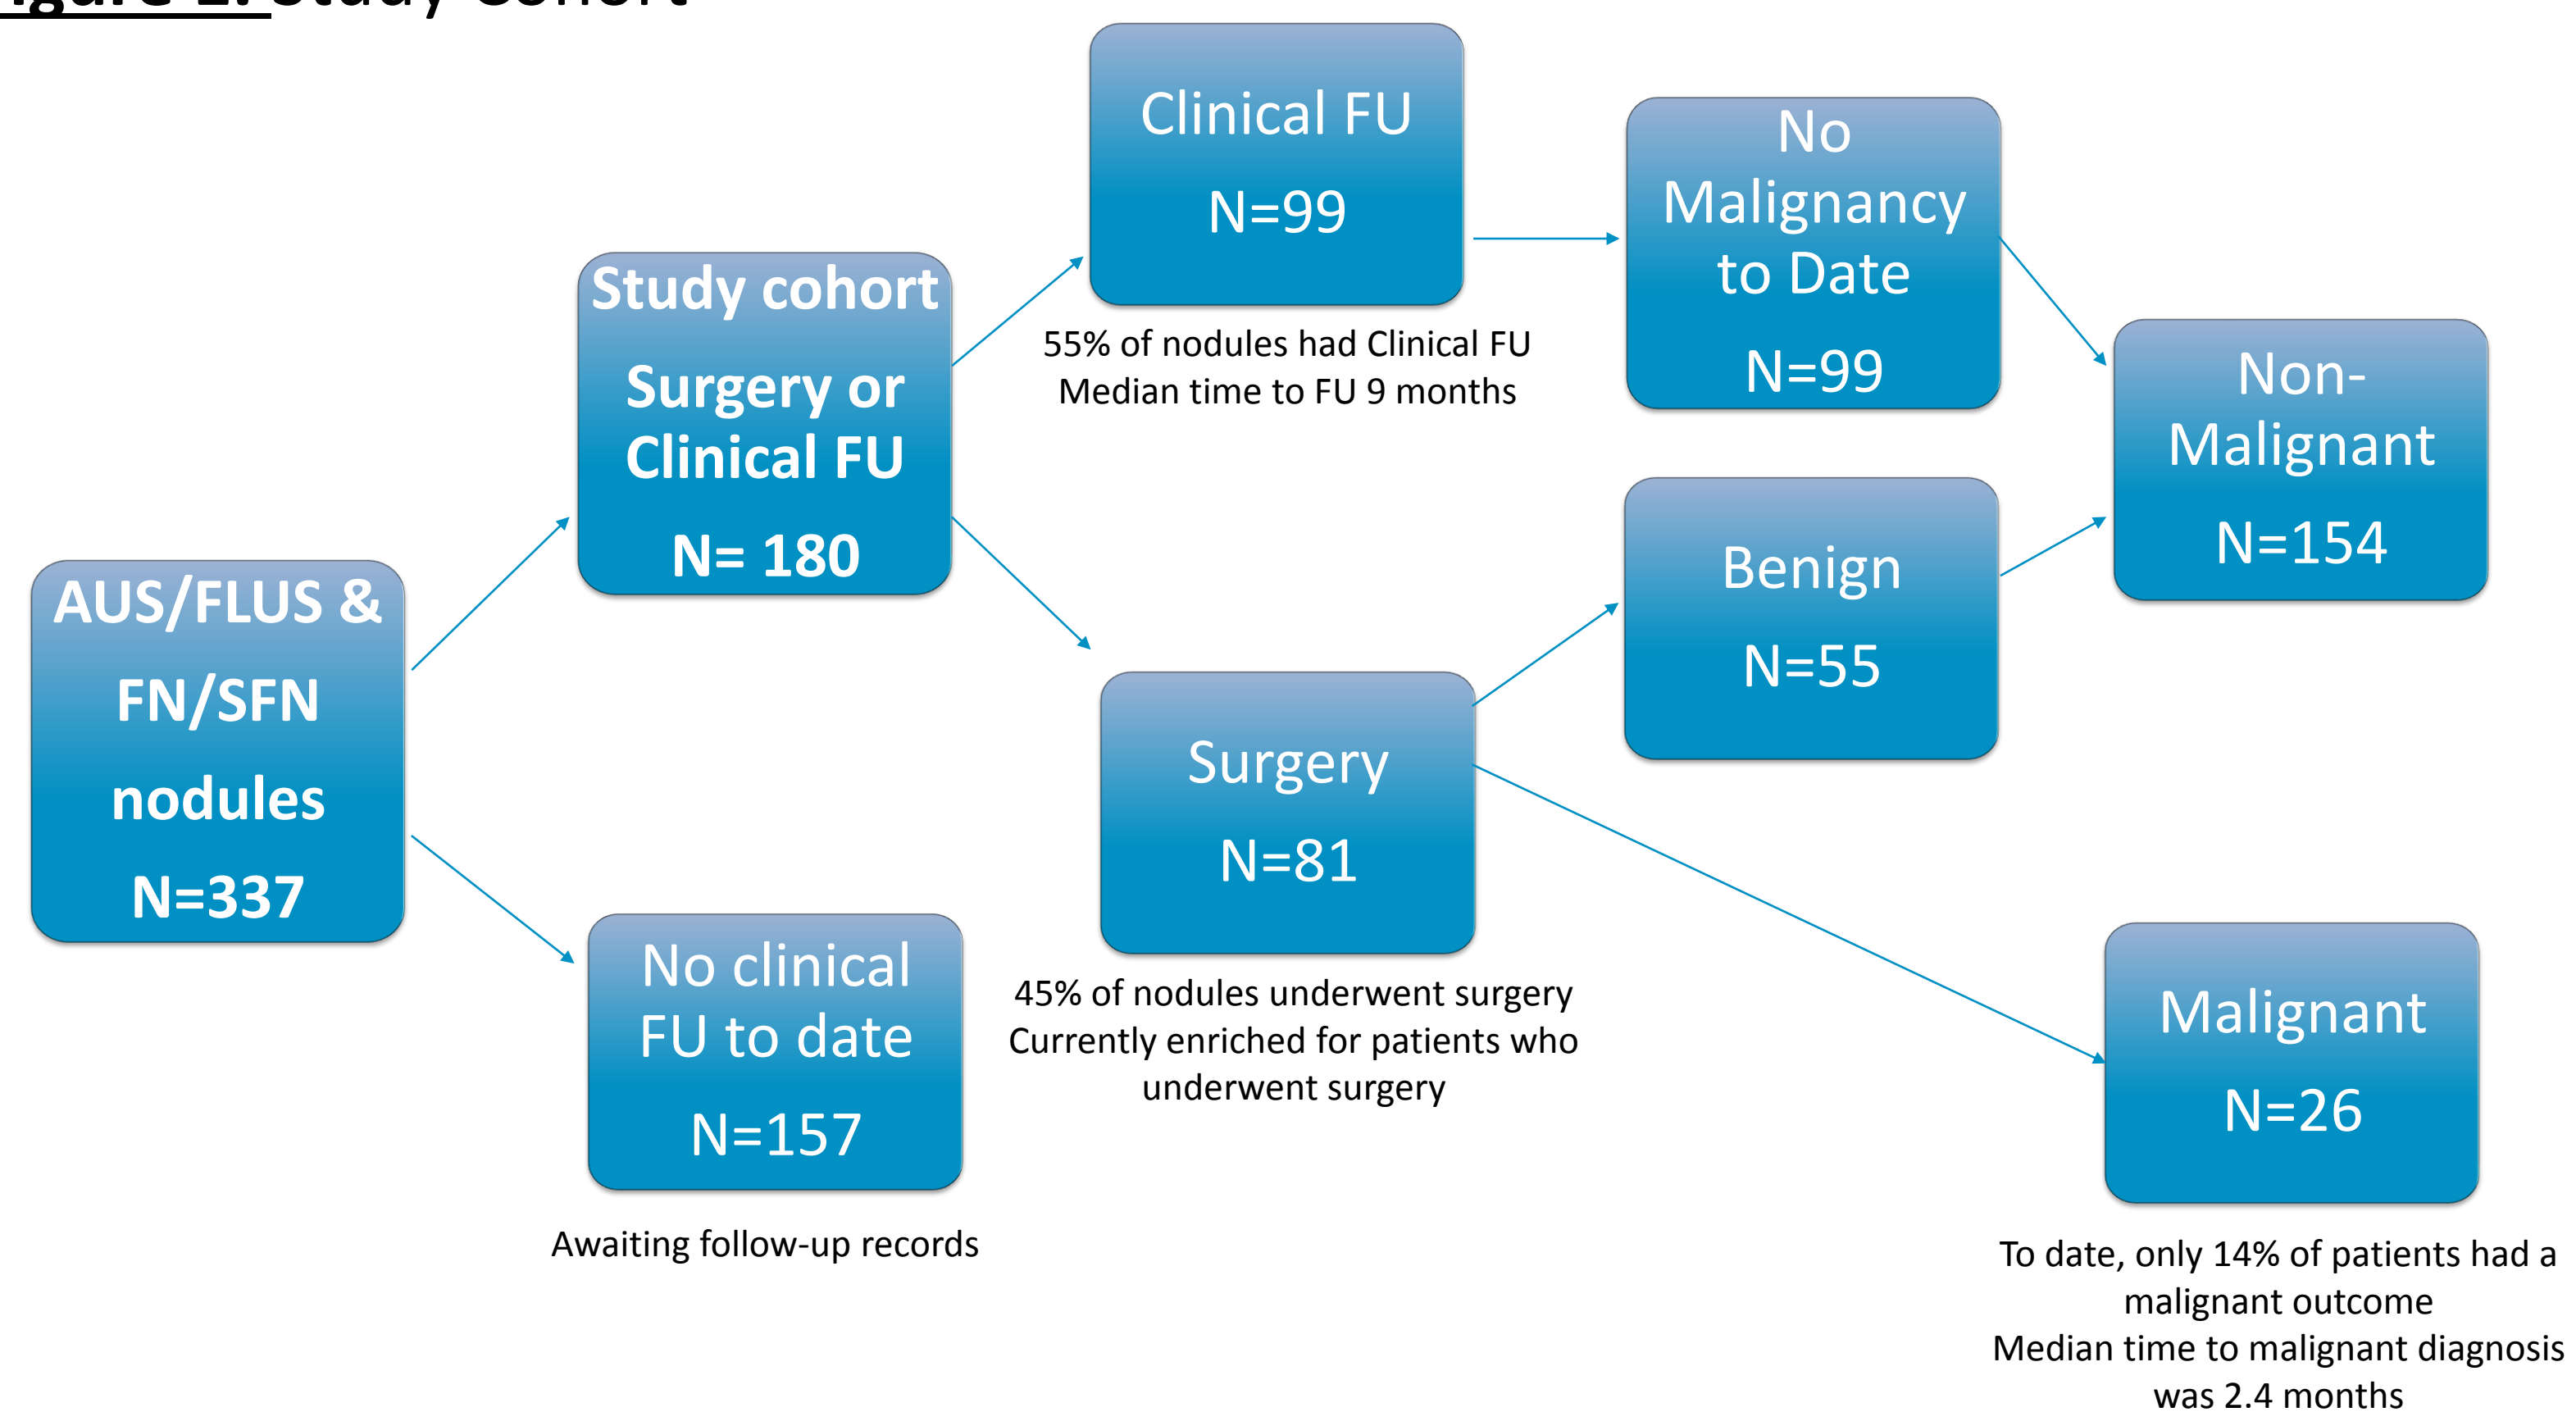 Figure 1. Study Cohort
AUS/FLUS &
FN/SFN
nodules
N=337
Study cohort
Surgery or
Clinical FU
N= 180
No clinical
FU to date
N=157
Awaiting follow-up records
Clinical FU
N=99
55% of nodules had Clinical FU
Median time to FU 9 months
Surgery
N=81
45% of nodules underwent surgery
Currently enriched for patients who
underwent surgery
No
Malignancy
to Date
N=99
Benign
N=55
Non-
Malignant
N=154
Malignant
N=26
To date, only 14% of patients had a
malignant outcome
Median time to malignant diagnosis
was 2.4 months